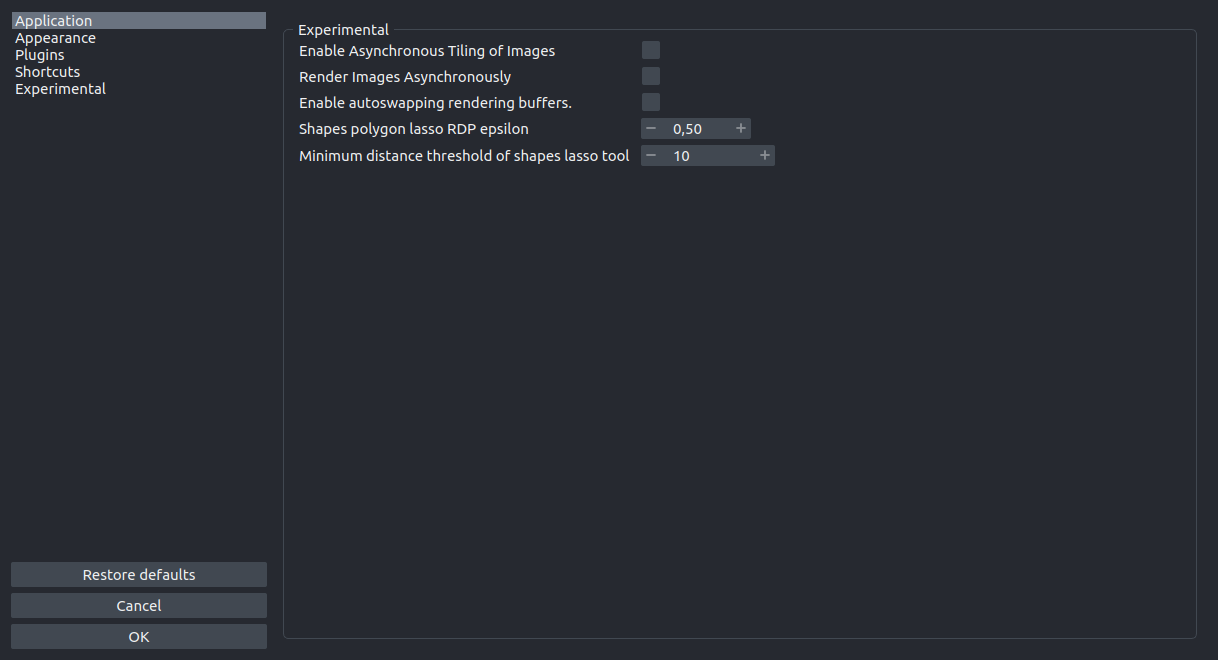 Application
Appearance
Plugins
Shortcuts
Experimental
Restore defaults
Cancel
OK
Experimental
Enable Asynchronous Tiling of Images
Render Images Asynchronously
Enable autoswapping rendering buffers.
Shapes polygon lasso RDP epsilon − 0,50 +
Minimum distance threshold of shapes lasso tool − 10 +